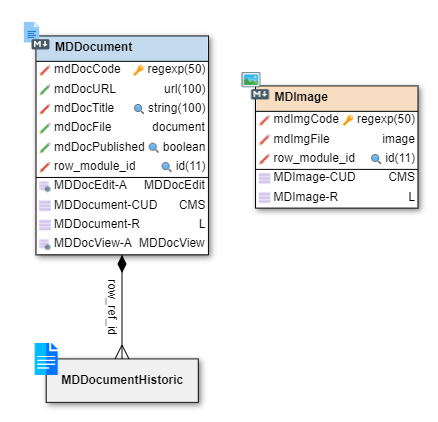 M
MDDocument
mdDocCode regexp(50)
mdDocURL url(100)
mdDocTitle string(100)
mdDocFile document
mdDocPublished boolean
row_module_id id(11)
MDDocEdit-A MDDocEdit
MDDocument-CUD CMS
MDDocument-R L
MDDocView-A MDDocView
M
MDImage
mdImgCode regexp(50)
mdImgFile image
row_module_id id(11)
MDImage-CUD CMS
MDImage-R L
row_ref_id
MDDocumentHistoric